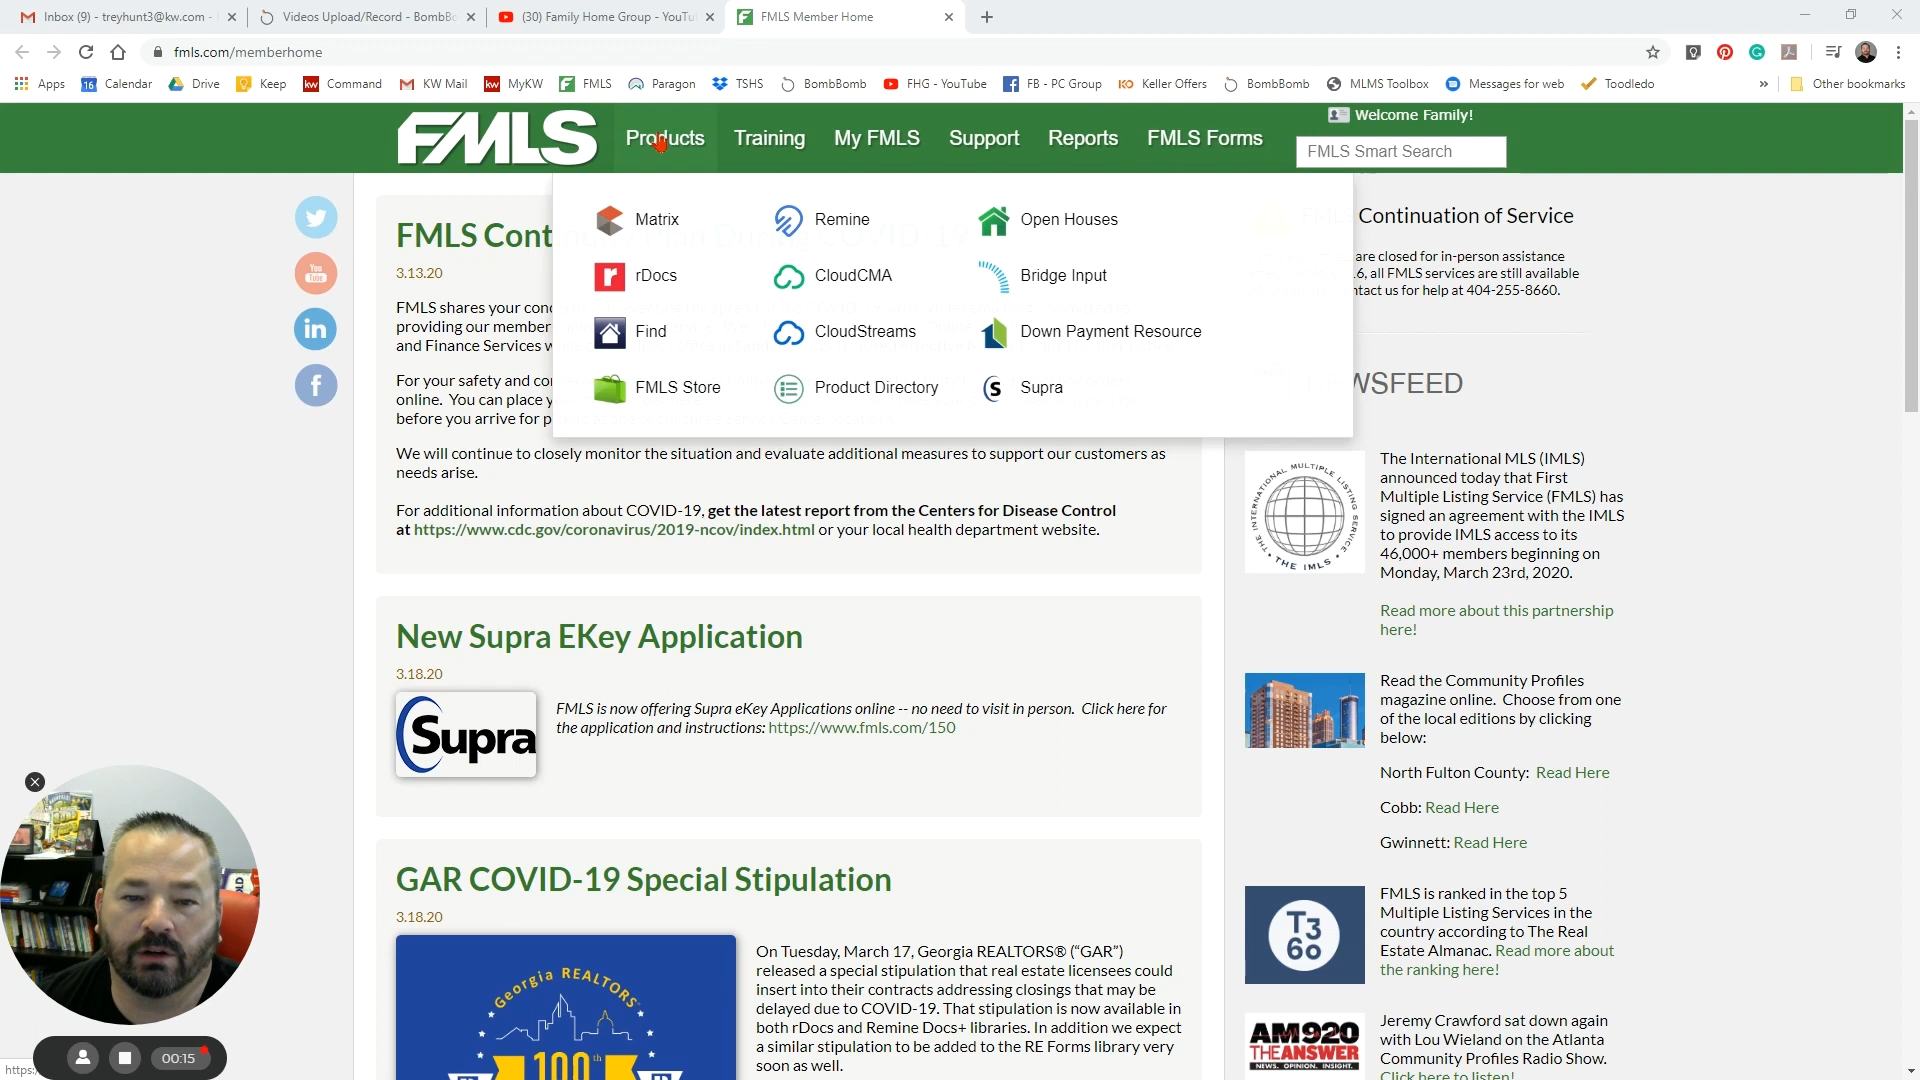 Inbox (9) - treyhunt3@kw.com -
Videos Upload/Record - BombBo
(30) Family Home Group - YouTu
FMLS Member Home
fmls.com/memberhome
Apps
16 Calendar
Drive
Keep
kw Command
KW Mail
kw MyKW
FMLS
Paragon
TSHS
BombBomb
FHG - YouTube
FB - PC Group
KO Keller Offers
BombBomb
MLMS Toolbox
Messages for web
Toodledo
»
Other bookmarks
FMLS
Products
Training
My FMLS
Support
Reports
FMLS Forms
Welcome Family!
FMLS Smart Search
Matrix
Remine
Open Houses
rDocs
CloudCMA
Bridge Input
Find
CloudStreams
Down Payment Resource
FMLS Store
Product Directory
Supra
You
Tube
in
f
FMLS Cont
3.13.20
FMLS shares your con
providing our member
and Finance Services w
For your safety and co
online. You can place y
before you arrive for p
We will continue to closely monitor the situation and evaluate additional measures to support our customers as
needs arise.
For additional information about COVID-19, get the latest report from the Centers for Disease Control
at https://www.cdc.gov/coronavirus/2019-ncov/index.html or your local health department website.
New Supra EKey Application
3.18.20
Supra
FMLS is now offering Supra eKey Applications online -- no need to visit in person. Click here for
the application and instructions: https://www.fmls.com/150
GAR COVID-19 Special Stipulation
3.18.20
Georgia REALTORS®
100th
On Tuesday, March 17, Georgia REALTORS® (“GAR”)
released a special stipulation that real estate licensees could
insert into their contracts addressing closings that may be
delayed due to COVID-19. That stipulation is now available in
both rDocs and Remine Docs+ libraries. In addition we expect
a similar stipulation to be added to the RE Forms library very
soon as well.
Continuation of Service
are closed for in-person assistance
6, all FMLS services are still available
ntact us for help at 404-255-8660.
WSFEED
THE INTERNATIONAL MULTIPLE LISTING SERVICE (FMLS)
• THE IMLS •
The International MLS (IMLS)
announced today that First
Multiple Listing Service (FMLS) has
signed an agreement with the IMLS
to provide IMLS access to its
46,000+ members beginning on
Monday, March 23rd, 2020.
Read more about this partnership
here!
Read the Community Profiles
magazine online. Choose from one
of the local editions by clicking
below:
North Fulton County: Read Here
Cobb: Read Here
Gwinnett: Read Here
T3
60
FMLS is ranked in the top 5
Multiple Listing Services in the
country according to The Real
Estate Almanac. Read more about
the ranking here!
AM920
THE ANSWER
NEWS. OPINION. INSIGHT.
Jeremy Crawford sat down again
with Lou Wieland on the Atlanta
Community Profiles Radio Show.
Click here to listen!
00:15
https:/